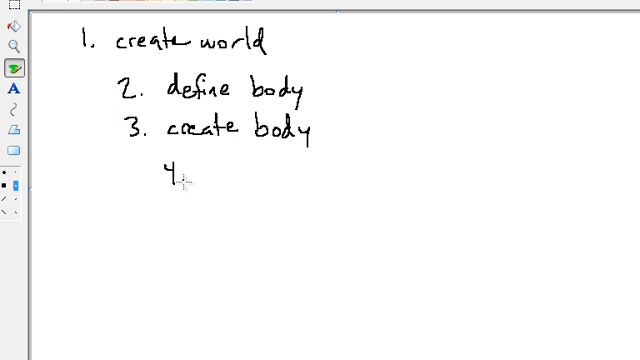 1. create world
2. define body
3. create body
4.